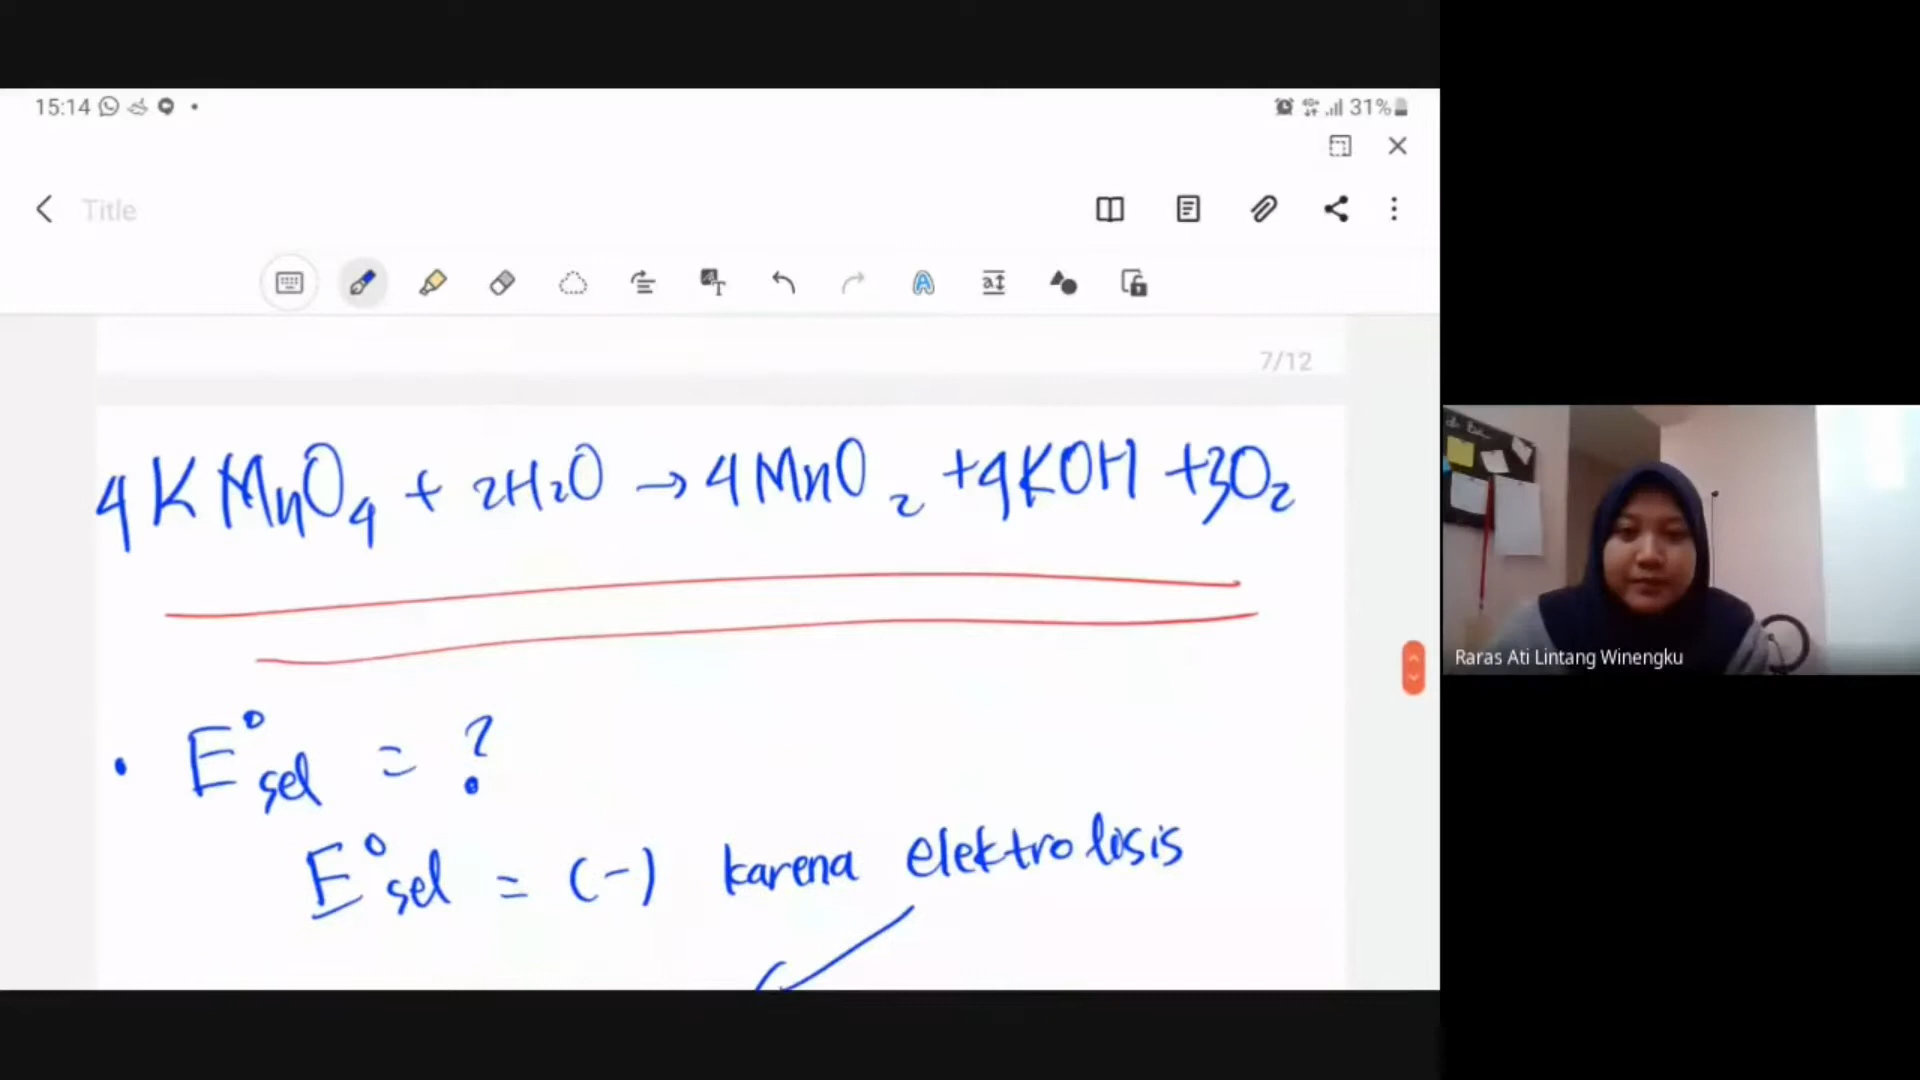 15:14
31%
Title
7/12
4KMnO4 + 2H2O → 4MnO2 + 4KOH + 3O2
• E°sel = ?
E°sel = (-) karena elektrolisis
Raras Ati Lintang Winengku